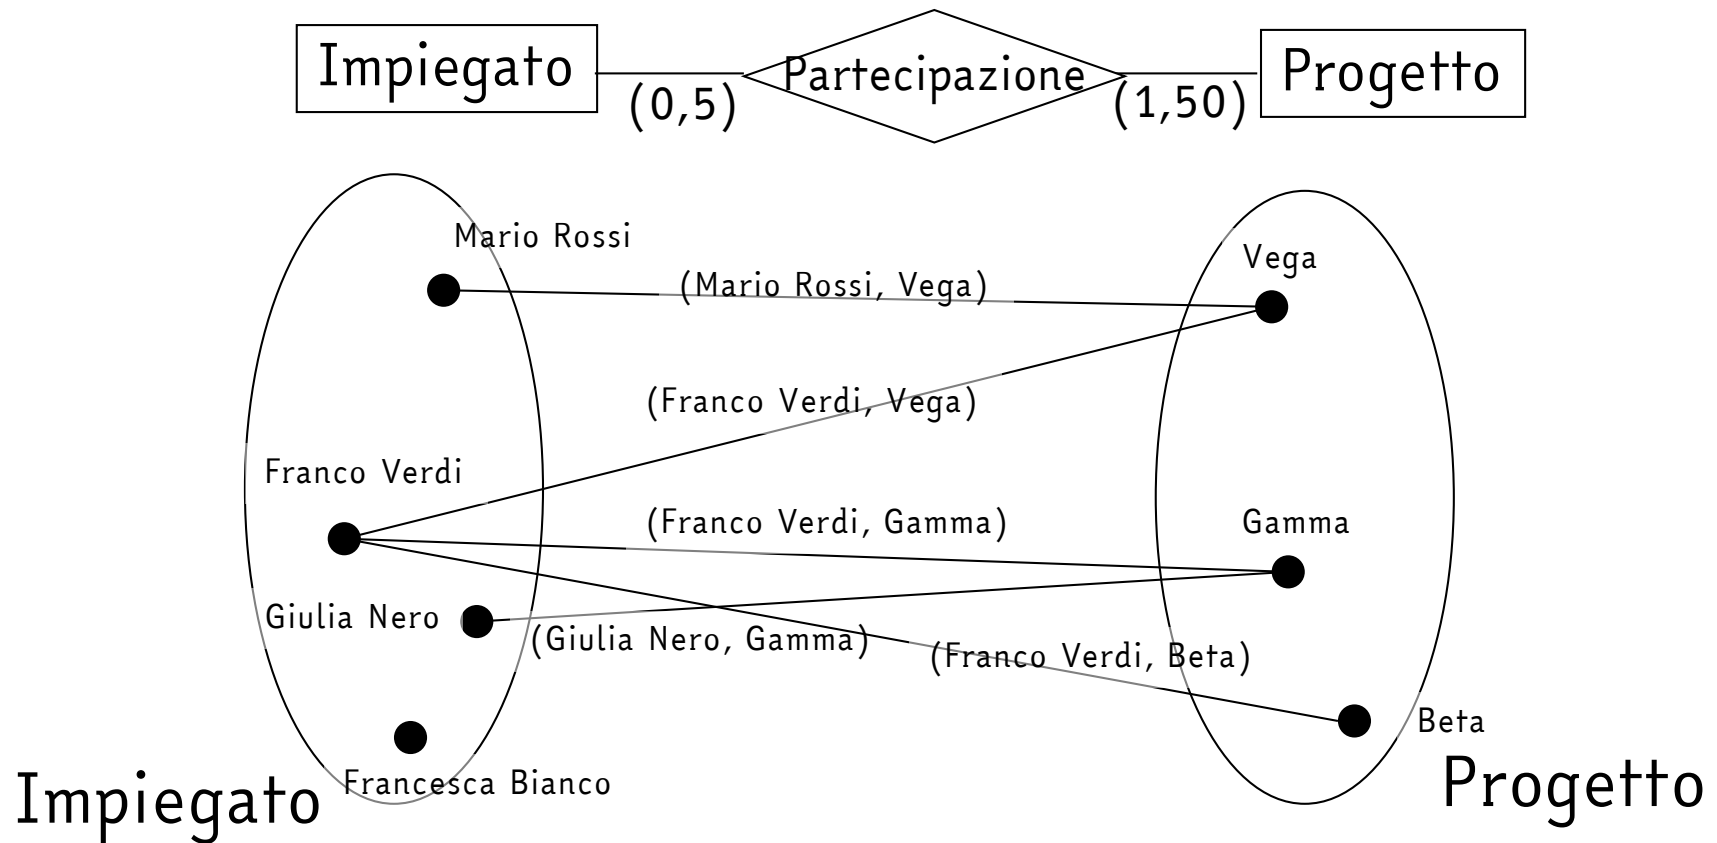 Impiegato
Partecipazione
Progetto
(0,5)
(1,50)
Mario Rossi
Vega
(Mario Rossi, Vega)
(Franco Verdi, Vega)
Franco Verdi
(Franco Verdi, Gamma)
Gamma
Giulia Nero
(Giulia Nero, Gamma)
(Franco Verdi, Beta)
Beta
Francesca Bianco
Impiegato
Progetto